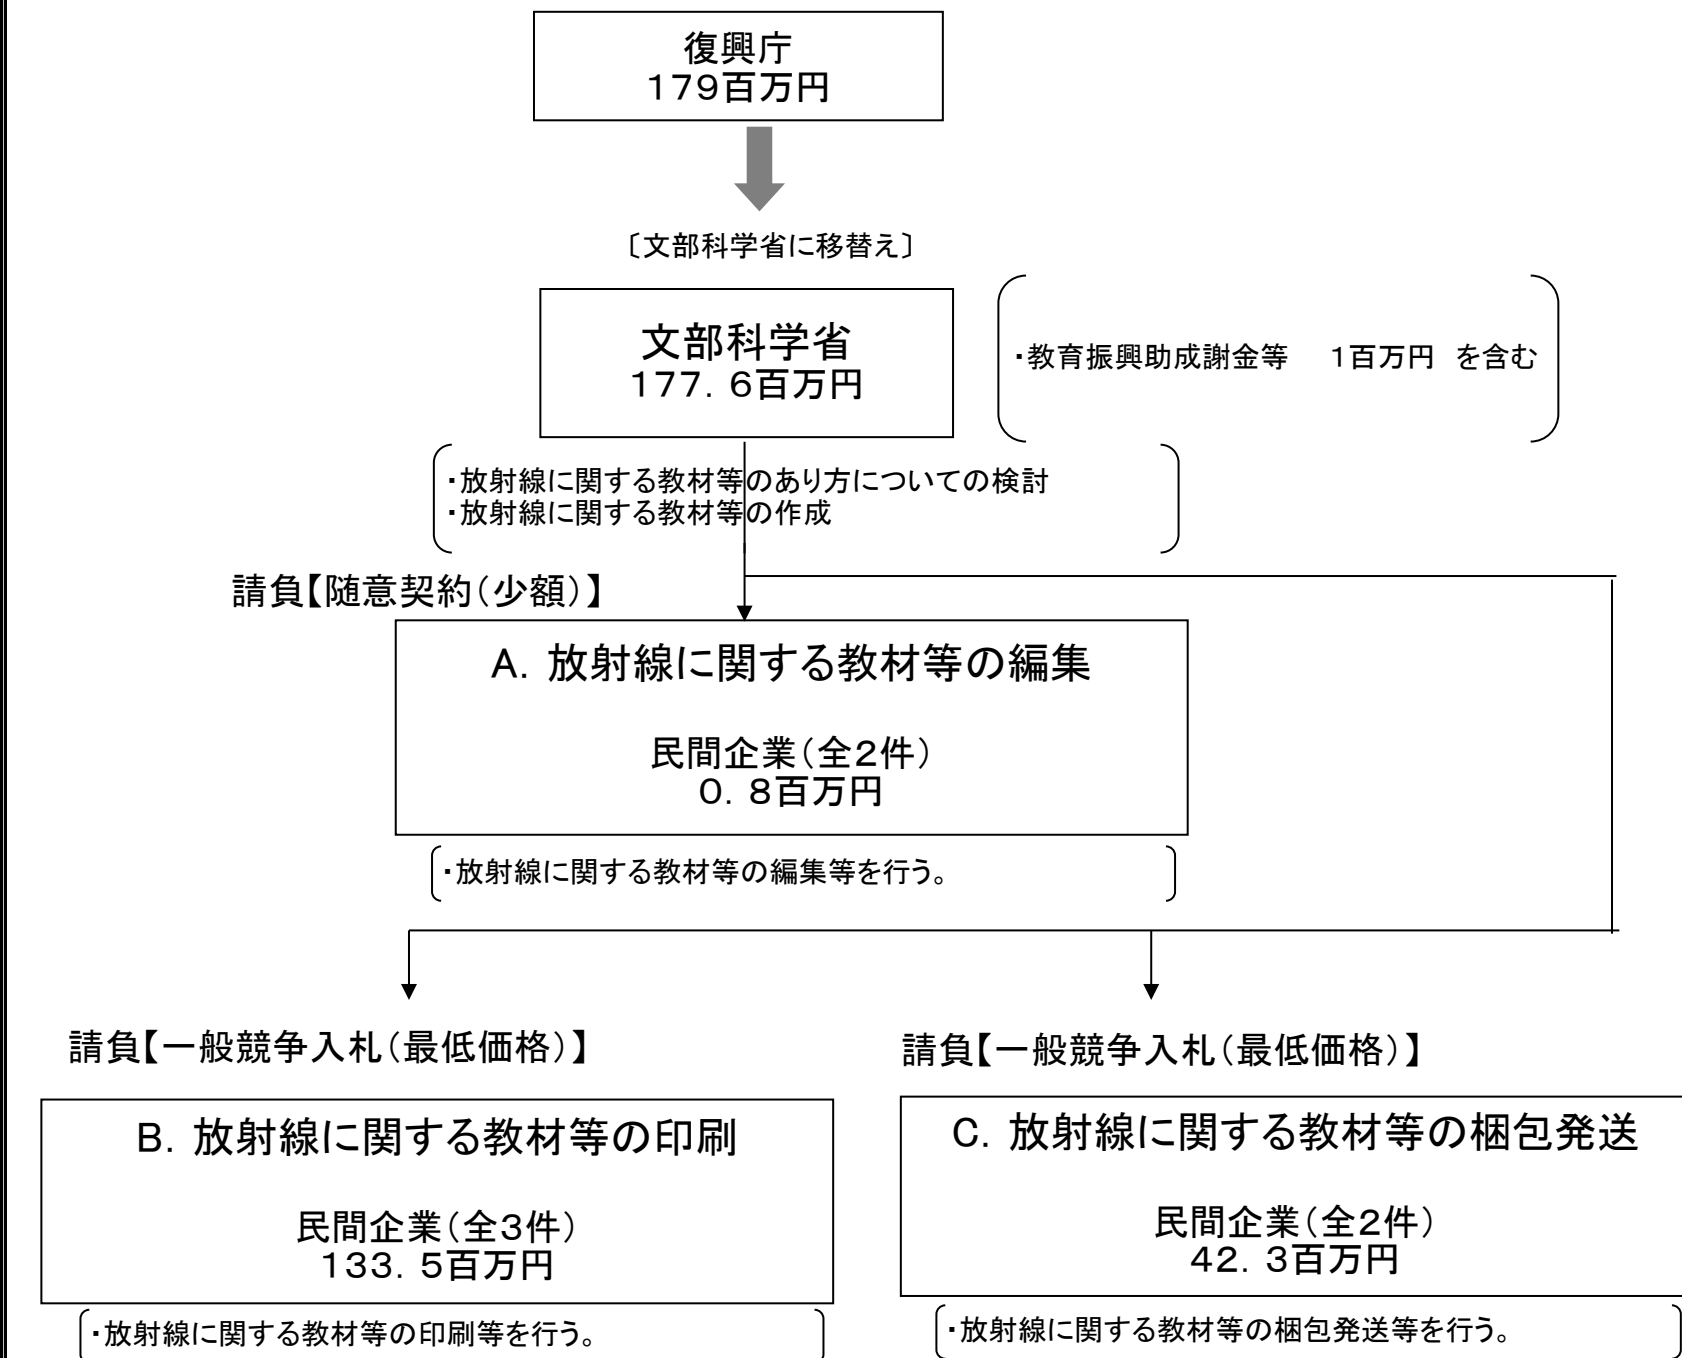 復興庁
179百万円
〔文部科学省に移替え〕
文部科学省
177．6百万円
・教育振興助成謝金等　1百万円　を含む
・放射線に関する教材等のあり方についての検討
・放射線に関する教材等の作成
請負【随意契約（少額）】
A．放射線に関する教材等の編集
民間企業（全2件）
0．8百万円
・放射線に関する教材等の編集等を行う。
請負【一般競争入札（最低価格）】
請負【一般競争入札（最低価格）】
B．放射線に関する教材等の印刷
民間企業（全3件）
133．5百万円
・放射線に関する教材等の印刷等を行う。
C．放射線に関する教材等の梱包発送
民間企業（全2件）
42．3百万円
・放射線に関する教材等の梱包発送等を行う。